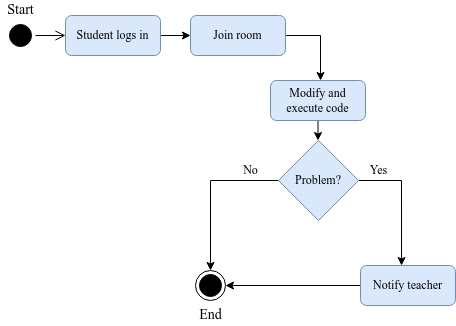 Start
Student logs in
Join room
Modify and
execute code
No
Problem?
Yes
Notify teacher
End